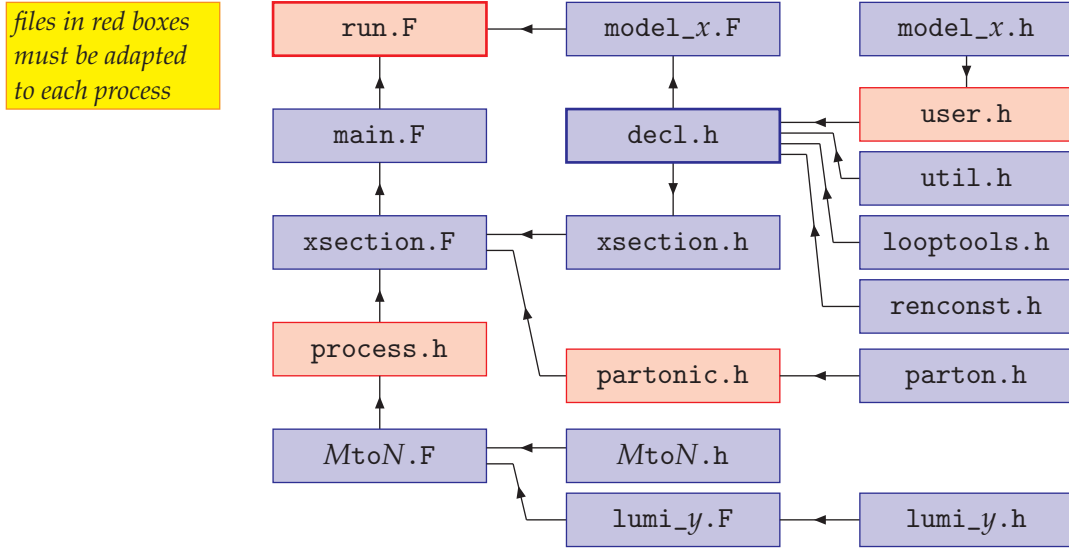 files in red boxes
must be adapted
to each process
run.F
model_x.F
model_x.h
main.F
decl.h
user.h
util.h
xsection.F
xsection.h
looptools.h
renconst.h
process.h
partonic.h
parton.h
MtoN.F
MtoN.h
lumi_y.F
lumi_y.h